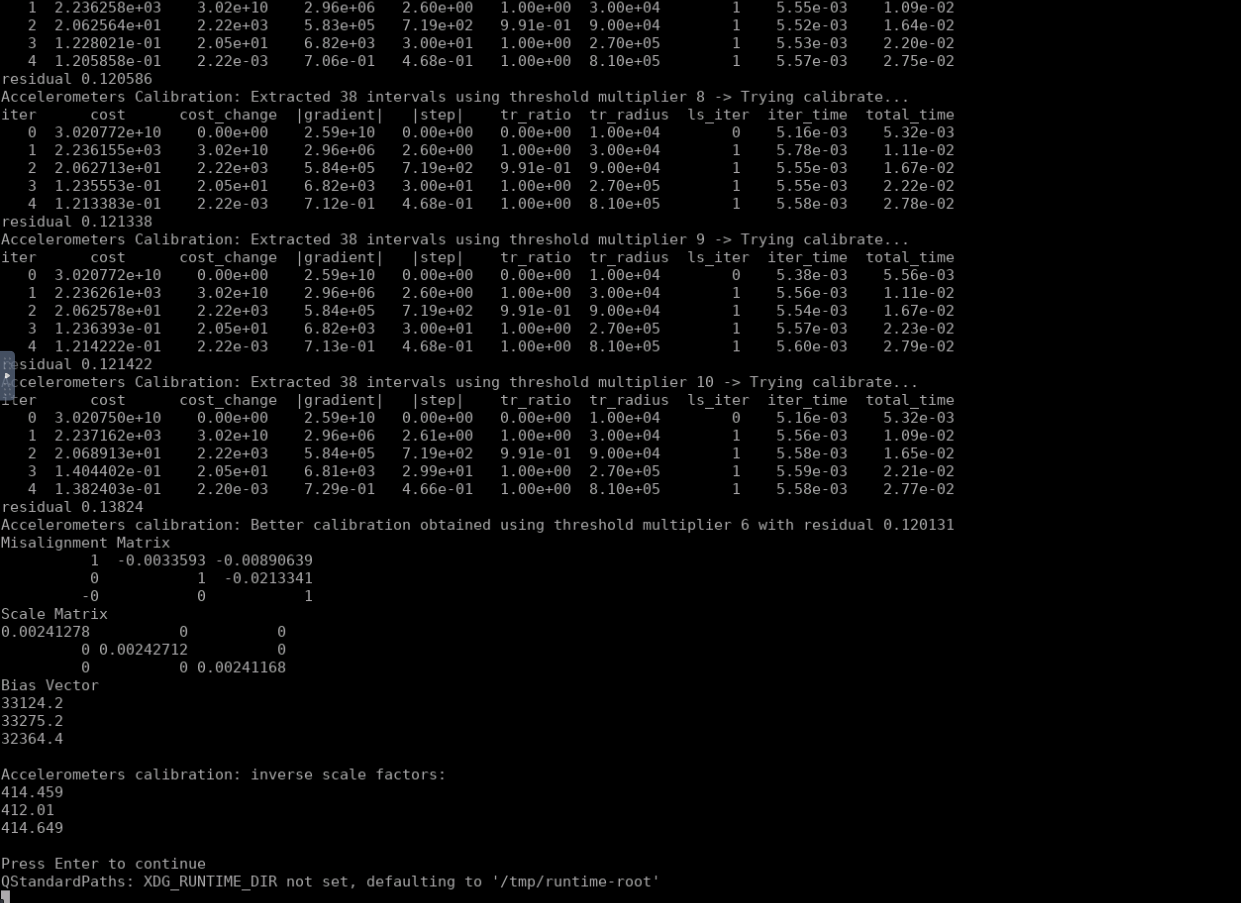 1 2.236258e+03 3.02e+10 2.96e+06 2.60e+00 1.00e+00 3.00e+04 1 5.55e-03 1.09e-02
2 2.062564e+01 2.22e+03 5.83e+05 7.19e+02 9.91e-01 9.00e+04 1 5.52e-03 1.64e-02
3 1.228021e-01 2.05e+01 6.82e+03 3.00e+01 1.00e+00 2.70e+05 1 5.53e-03 2.20e-02
4 1.205858e-01 2.22e-03 7.06e-01 4.68e-01 1.00e+00 8.10e+05 1 5.57e-03 2.75e-02
residual 0.120586
Accelerometers Calibration: Extracted 38 intervals using threshold multiplier 8 -> Trying calibrate...
iter cost cost_change |gradient| |step| tr_ratio tr_radius ls_iter iter_time total_time
0 3.020772e+10 0.00e+00 2.59e+10 0.00e+00 0.00e+00 1.00e+04 0 5.16e-03 5.32e-03
1 2.236155e+03 3.02e+10 2.96e+06 2.60e+00 1.00e+00 3.00e+04 1 5.78e-03 1.11e-02
2 2.062713e+01 2.22e+03 5.84e+05 7.19e+02 9.91e-01 9.00e+04 1 5.55e-03 1.67e-02
3 1.235553e-01 2.05e+01 6.82e+03 3.00e+01 1.00e+00 2.70e+05 1 5.55e-03 2.22e-02
4 1.213383e-01 2.22e-03 7.12e-01 4.68e-01 1.00e+00 8.10e+05 1 5.58e-03 2.78e-02
residual 0.121338
Accelerometers Calibration: Extracted 38 intervals using threshold multiplier 9 -> Trying calibrate...
iter cost cost_change |gradient| |step| tr_ratio tr_radius ls_iter iter_time total_time
0 3.020772e+10 0.00e+00 2.59e+10 0.00e+00 0.00e+00 1.00e+04 0 5.38e-03 5.56e-03
1 2.236261e+03 3.02e+10 2.96e+06 2.60e+00 1.00e+00 3.00e+04 1 5.56e-03 1.11e-02
2 2.062578e+01 2.22e+03 5.84e+05 7.19e+02 9.91e-01 9.00e+04 1 5.54e-03 1.67e-02
3 1.236393e-01 2.05e+01 6.82e+03 3.00e+01 1.00e+00 2.70e+05 1 5.57e-03 2.23e-02
4 1.214222e-01 2.22e-03 7.13e-01 4.68e-01 1.00e+00 8.10e+05 1 5.60e-03 2.79e-02
residual 0.121422
Accelerometers Calibration: Extracted 38 intervals using threshold multiplier 10 -> Trying calibrate...
iter cost cost_change |gradient| |step| tr_ratio tr_radius ls_iter iter_time total_time
0 3.020750e+10 0.00e+00 2.59e+10 0.00e+00 0.00e+00 1.00e+04 0 5.16e-03 5.32e-03
1 2.237162e+03 3.02e+10 2.96e+06 2.61e+00 1.00e+00 3.00e+04 1 5.56e-03 1.09e-02
2 2.068913e+01 2.22e+03 5.84e+05 7.19e+02 9.91e-01 9.00e+04 1 5.58e-03 1.65e-02
3 1.404402e-01 2.05e+01 6.81e+03 2.99e+01 1.00e+00 2.70e+05 1 5.59e-03 2.21e-02
4 1.382403e-01 2.20e-03 7.29e-01 4.66e-01 1.00e+00 8.10e+05 1 5.58e-03 2.77e-02
residual 0.13824
Accelerometers calibration: Better calibration obtained using threshold multiplier 6 with residual 0.120131
Misalignment Matrix
1 -0.0033593 -0.00890639
0 1 -0.0213341
-0 0 1
Scale Matrix
0.00241278 0 0
0 0.00242712 0
0 0 0.00241168
Bias Vector
33124.2
33275.2
32364.4
Accelerometers calibration: inverse scale factors:
414.459
412.01
414.649
Press Enter to continue
QStandardPaths: XDG_RUNTIME_DIR not set, defaulting to '/tmp/runtime-root'